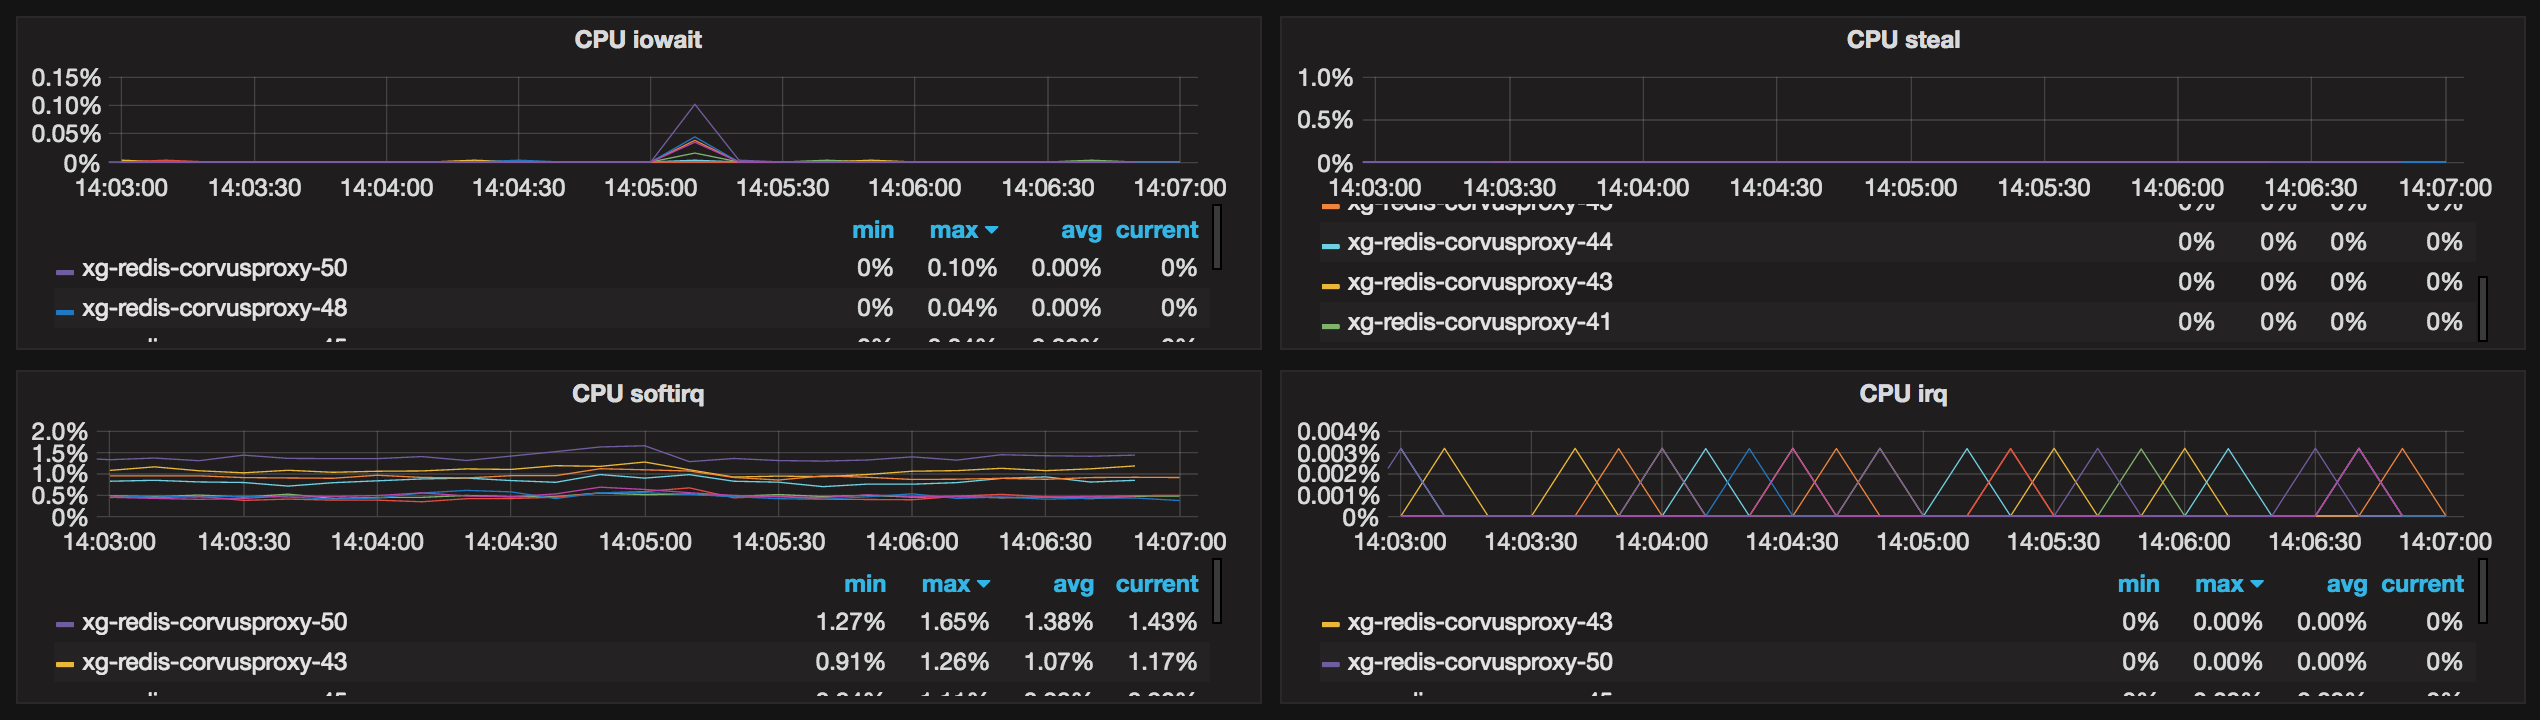 CPU iowait
0.15%
0.10%
0.05%
0%
14:03:00 14:03:30 14:04:00 14:04:30 14:05:00 14:05:30 14:06:00 14:06:30 14:07:00
min max avg current
xg-redis-corvusproxy-50 0% 0.10% 0.00% 0%
xg-redis-corvusproxy-48 0% 0.04% 0.00% 0%
CPU steal
1.0%
0.5%
0%
14:03:00 14:03:30 14:04:00 14:04:30 14:05:00 14:05:30 14:06:00 14:06:30 14:07:00
xg-redis-corvusproxy-44 0% 0% 0% 0%
xg-redis-corvusproxy-43 0% 0% 0% 0%
xg-redis-corvusproxy-41 0% 0% 0% 0%
CPU softirq
2.0%
1.5%
1.0%
0.5%
0%
14:03:00 14:03:30 14:04:00 14:04:30 14:05:00 14:05:30 14:06:00 14:06:30 14:07:00
min max avg current
xg-redis-corvusproxy-50 1.27% 1.65% 1.38% 1.43%
xg-redis-corvusproxy-43 0.91% 1.26% 1.07% 1.17%
CPU irq
0.004%
0.003%
0.002%
0.001%
0%
14:03:00 14:03:30 14:04:00 14:04:30 14:05:00 14:05:30 14:06:00 14:06:30 14:07:00
min max avg current
xg-redis-corvusproxy-43 0% 0.00% 0.00% 0%
xg-redis-corvusproxy-50 0% 0.00% 0.00% 0%